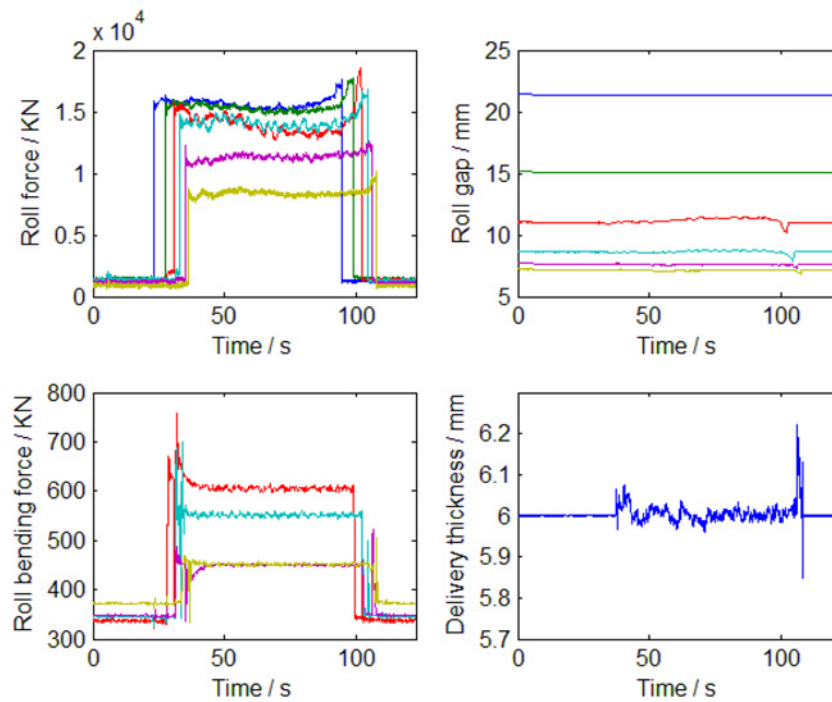 x 10⁴
2
1.5
1
0.5
0
0 50 100
Time / s
Roll force / KN
25
20
15
10
5
0 50 100
Time / s
Roll gap / mm
800
700
600
500
400
300
0 50 100
Time / s
Roll bending force / KN
6.2
6.1
6
5.9
5.8
5.7
0 50 100
Time / s
Delivery thickness / mm